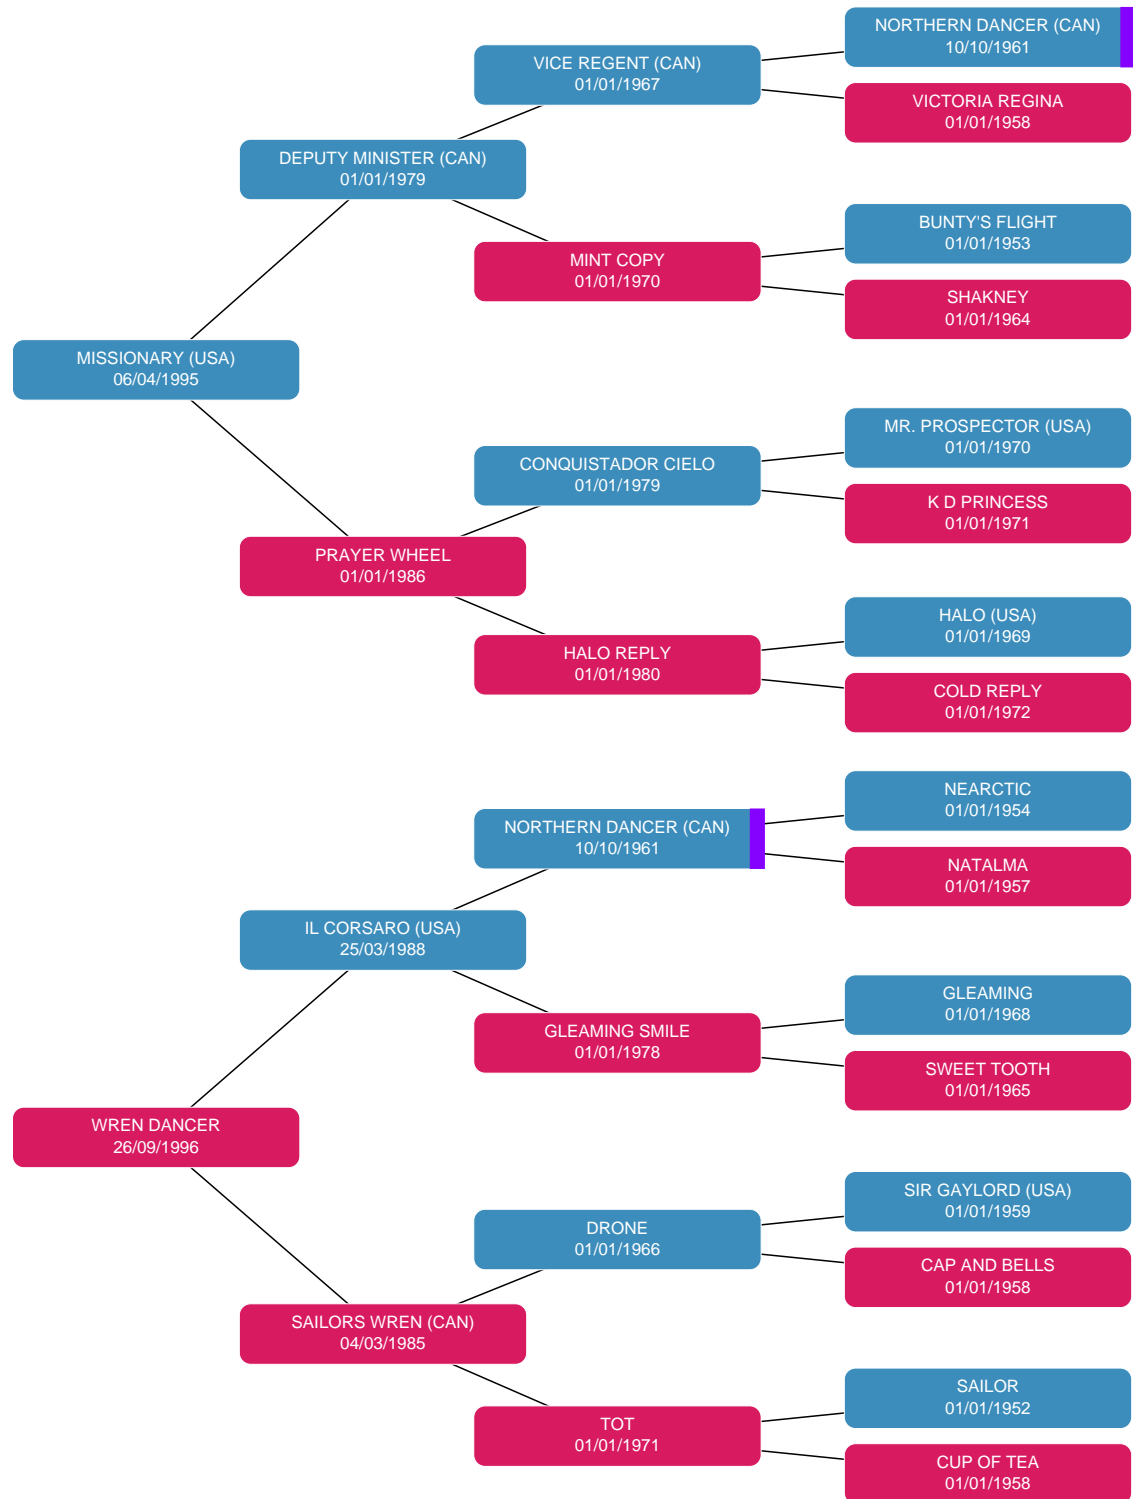 NORTHERN DANCER (CAN)
10/10/1961
VICE REGENT (CAN)
01/01/1967
VICTORIA REGINA
01/01/1958
DEPUTY MINISTER (CAN)
01/01/1979
BUNTY'S FLIGHT
01/01/1953
MINT COPY
01/01/1970
SHAKNEY
01/01/1964
MISSIONARY (USA)
06/04/1995
MR. PROSPECTOR (USA)
01/01/1970
CONQUISTADOR CIELO
01/01/1979
K D PRINCESS
01/01/1971
PRAYER WHEEL
01/01/1986
HALO (USA)
01/01/1969
HALO REPLY
01/01/1980
COLD REPLY
01/01/1972
NEARCTIC
01/01/1954
NORTHERN DANCER (CAN)
10/10/1961
NATALMA
01/01/1957
IL CORSARO (USA)
25/03/1988
GLEAMING
01/01/1968
GLEAMING SMILE
01/01/1978
SWEET TOOTH
01/01/1965
WREN DANCER
26/09/1996
SIR GAYLORD (USA)
01/01/1959
DRONE
01/01/1966
CAP AND BELLS
01/01/1958
SAILORS WREN (CAN)
04/03/1985
SAILOR
01/01/1952
TOT
01/01/1971
CUP OF TEA
01/01/1958